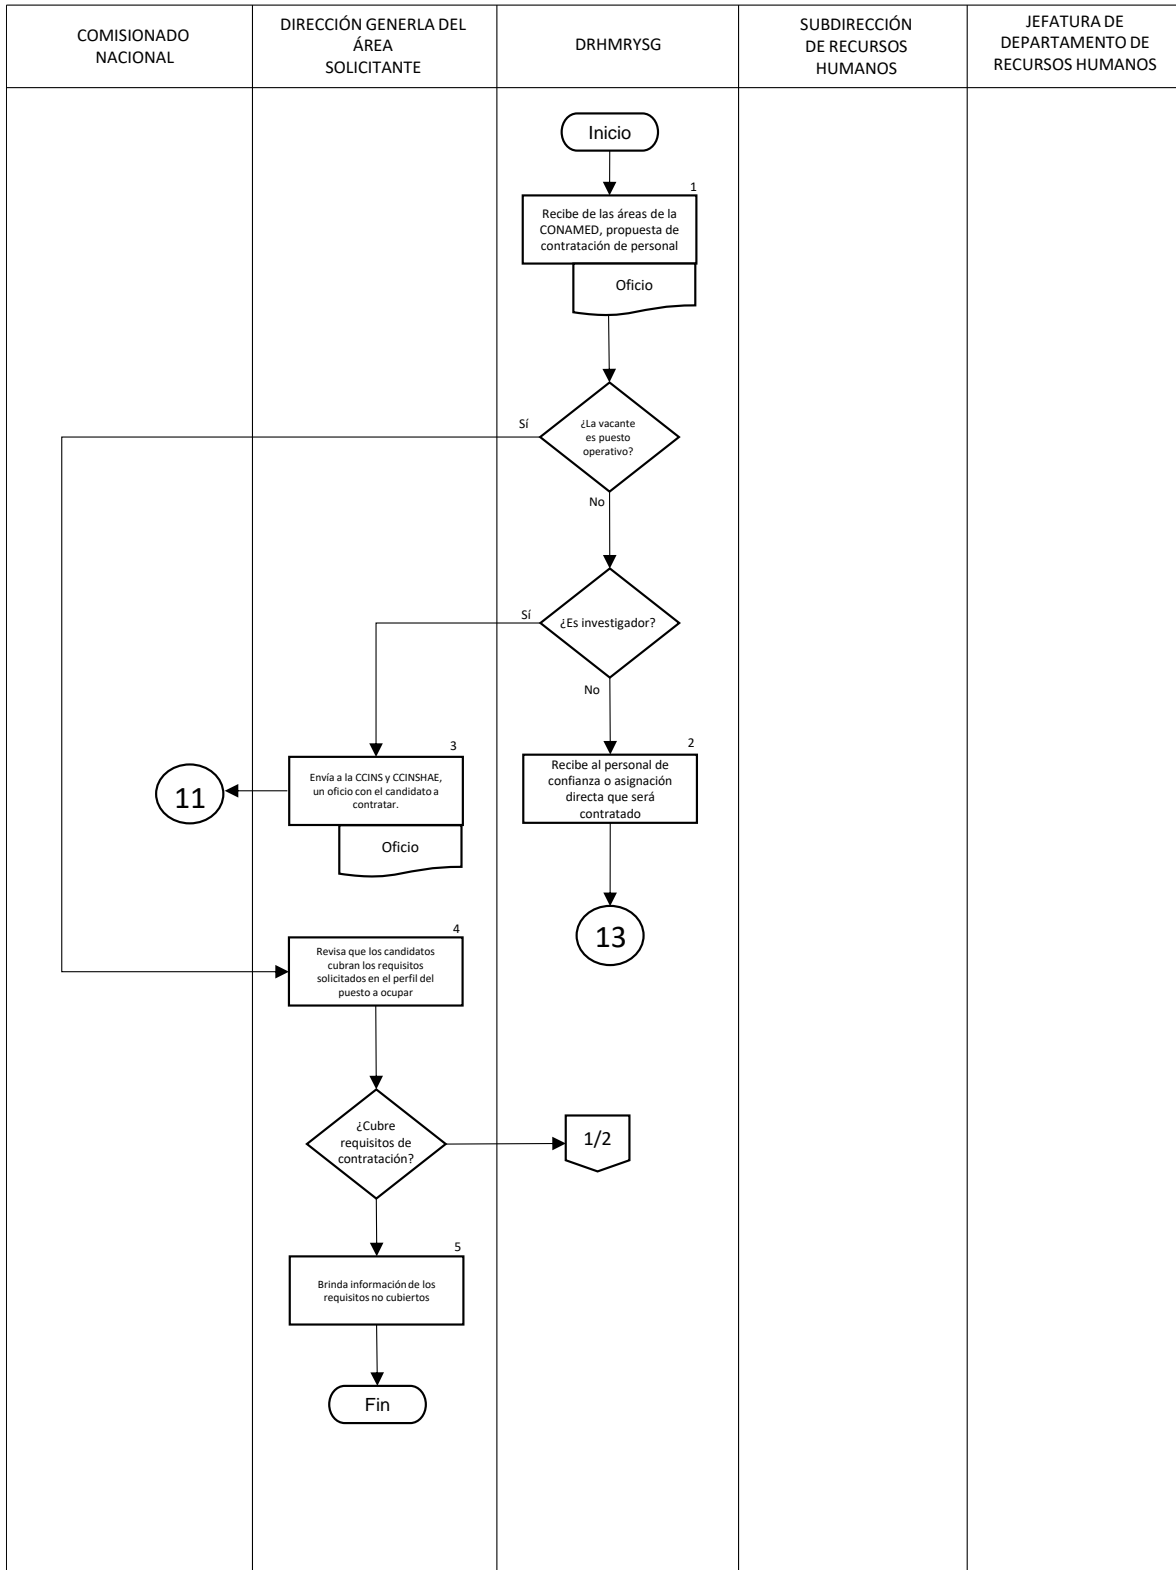 COMISIONADO
NACIONAL
DIRECCIÓN GENERLA DEL
ÁREA
SOLICITANTE
DRHMRYSG
SUBDIRECCIÓN
DE RECURSOS
HUMANOS
JEFATURA DE
DEPARTAMENTO DE
RECURSOS HUMANOS
Inicio
1
Recibe de las áreas de la
CONAMED, propuesta de
contratación de personal
Oficio
¿La vacante
es puesto
operativo?
Sí
No
¿Es investigador?
Sí
No
3
Envía a la CCINS y CCINSHAE,
un oficio con el candidato a
contratar.
Oficio
11
2
Recibe al personal de
confianza o asignación
directa que será
contratado
13
4
Revisa que los candidatos
cubran los requisitos
solicitados en el perfil del
puesto a ocupar
¿Cubre
requisitos de
contratación?
1/2
5
Brinda información de los
requisitos no cubiertos
Fin